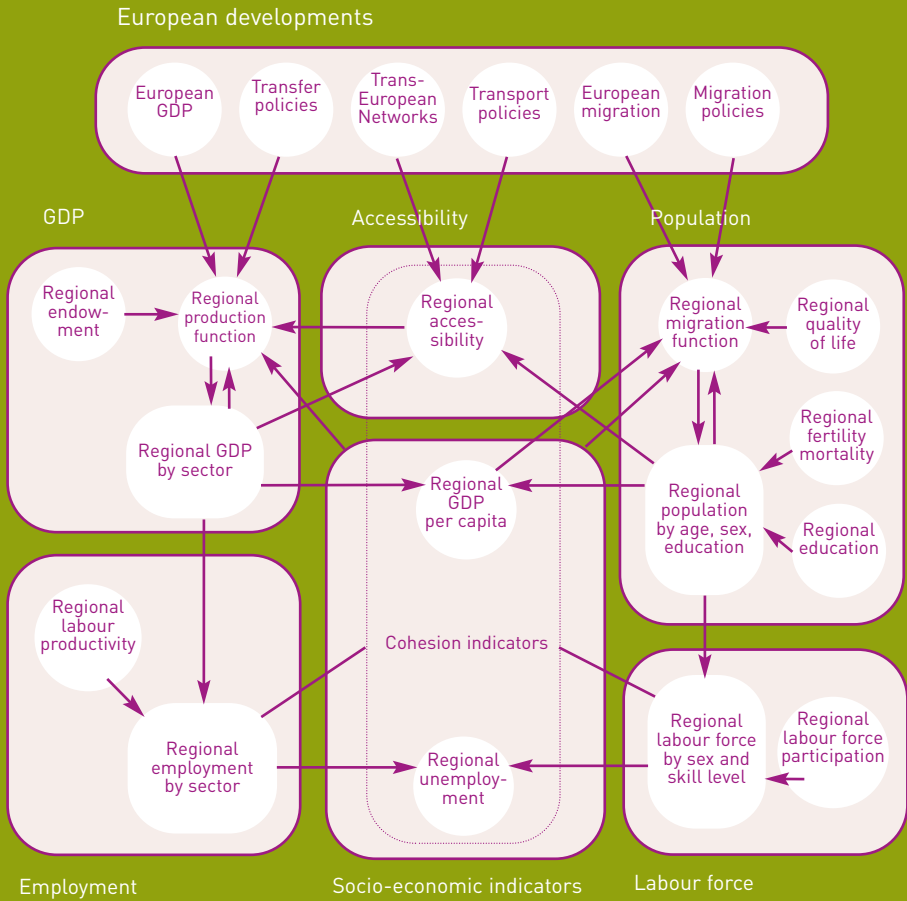 European developments
European
GDP
Transfer
policies
Trans-
European
Networks
Transport
policies
European
migration
Migration
policies
GDP
Accessibility
Population
Regional
endow-
ment
Regional
production
function
Regional
acces-
sibility
Regional
migration
function
Regional
quality
of life
Regional GDP
by sector
Regional
GDP
per capita
Regional
population
by age, sex,
education
Regional
fertility
mortality
Regional
education
Regional
labour
productivity
Cohesion indicators
Regional
employment
by sector
Regional
unemploy-
ment
Regional
labour force
by sex and
skill level
Regional
labour force
participation
Employment
Socio-economic indicators
Labour force